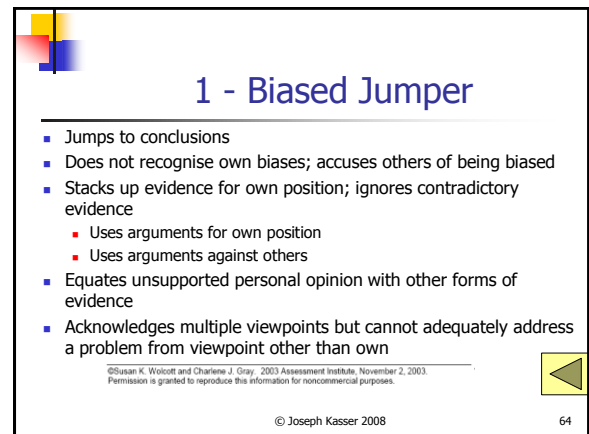 1 - Biased Jumper
Jumps to conclusions
Does not recognise own biases; accuses others of being biased
Stacks up evidence for own position; ignores contradictory
evidence
Uses arguments for own position
Uses arguments against others
Equates unsupported personal opinion with other forms of
evidence
Acknowledges multiple viewpoints but cannot adequately address
a problem from viewpoint other than own
©Susan K. Wolcott and Charlene J. Gray. 2003 Assessment Institute, November 2, 2003.
Permission is granted to reproduce this information for noncommercial purposes.
© Joseph Kasser 2008
64